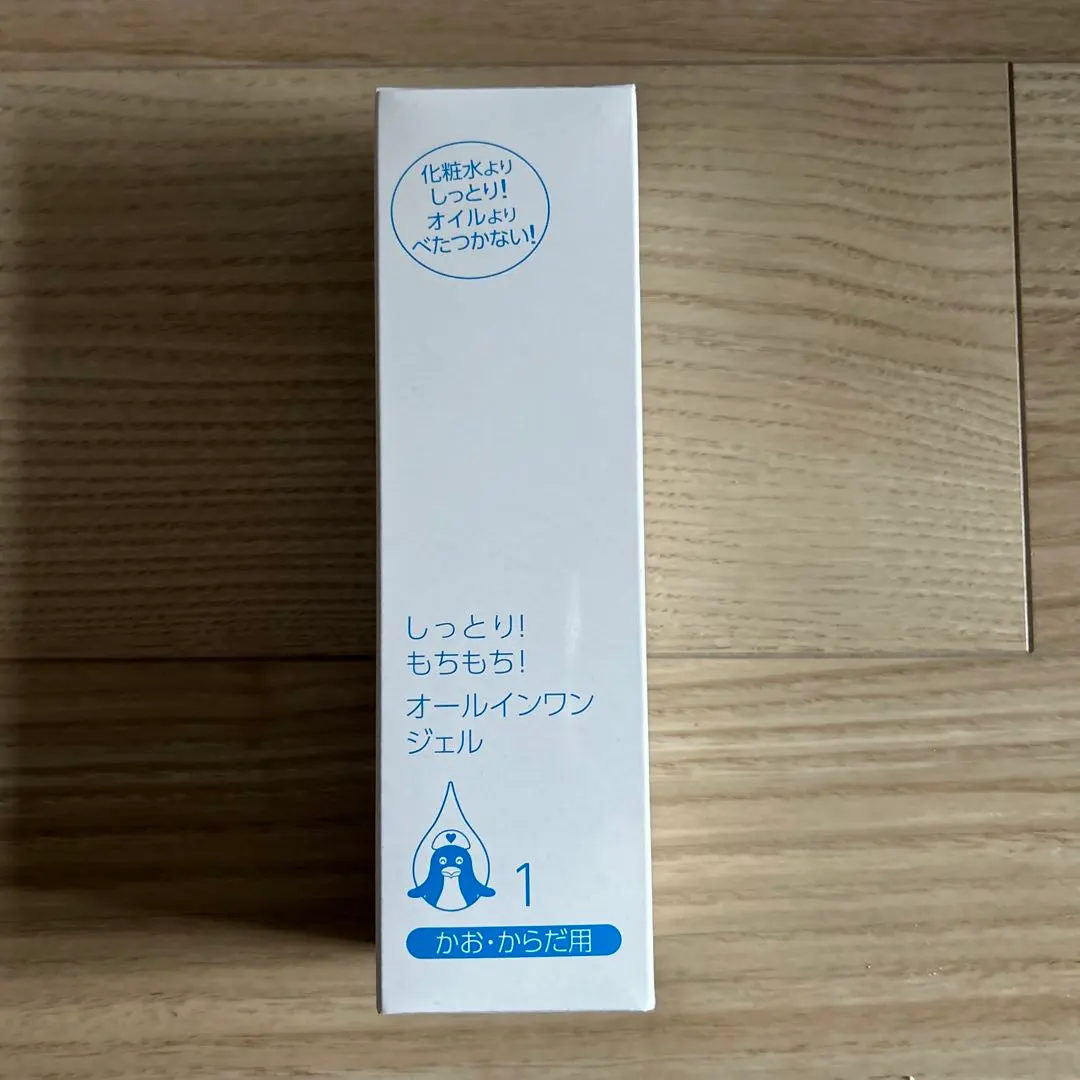 化粧水より
しっとり!
オイルより
べたつかない!
しっとり!
もちもち!
オールインワン
ジェル
1
かお・からだ用